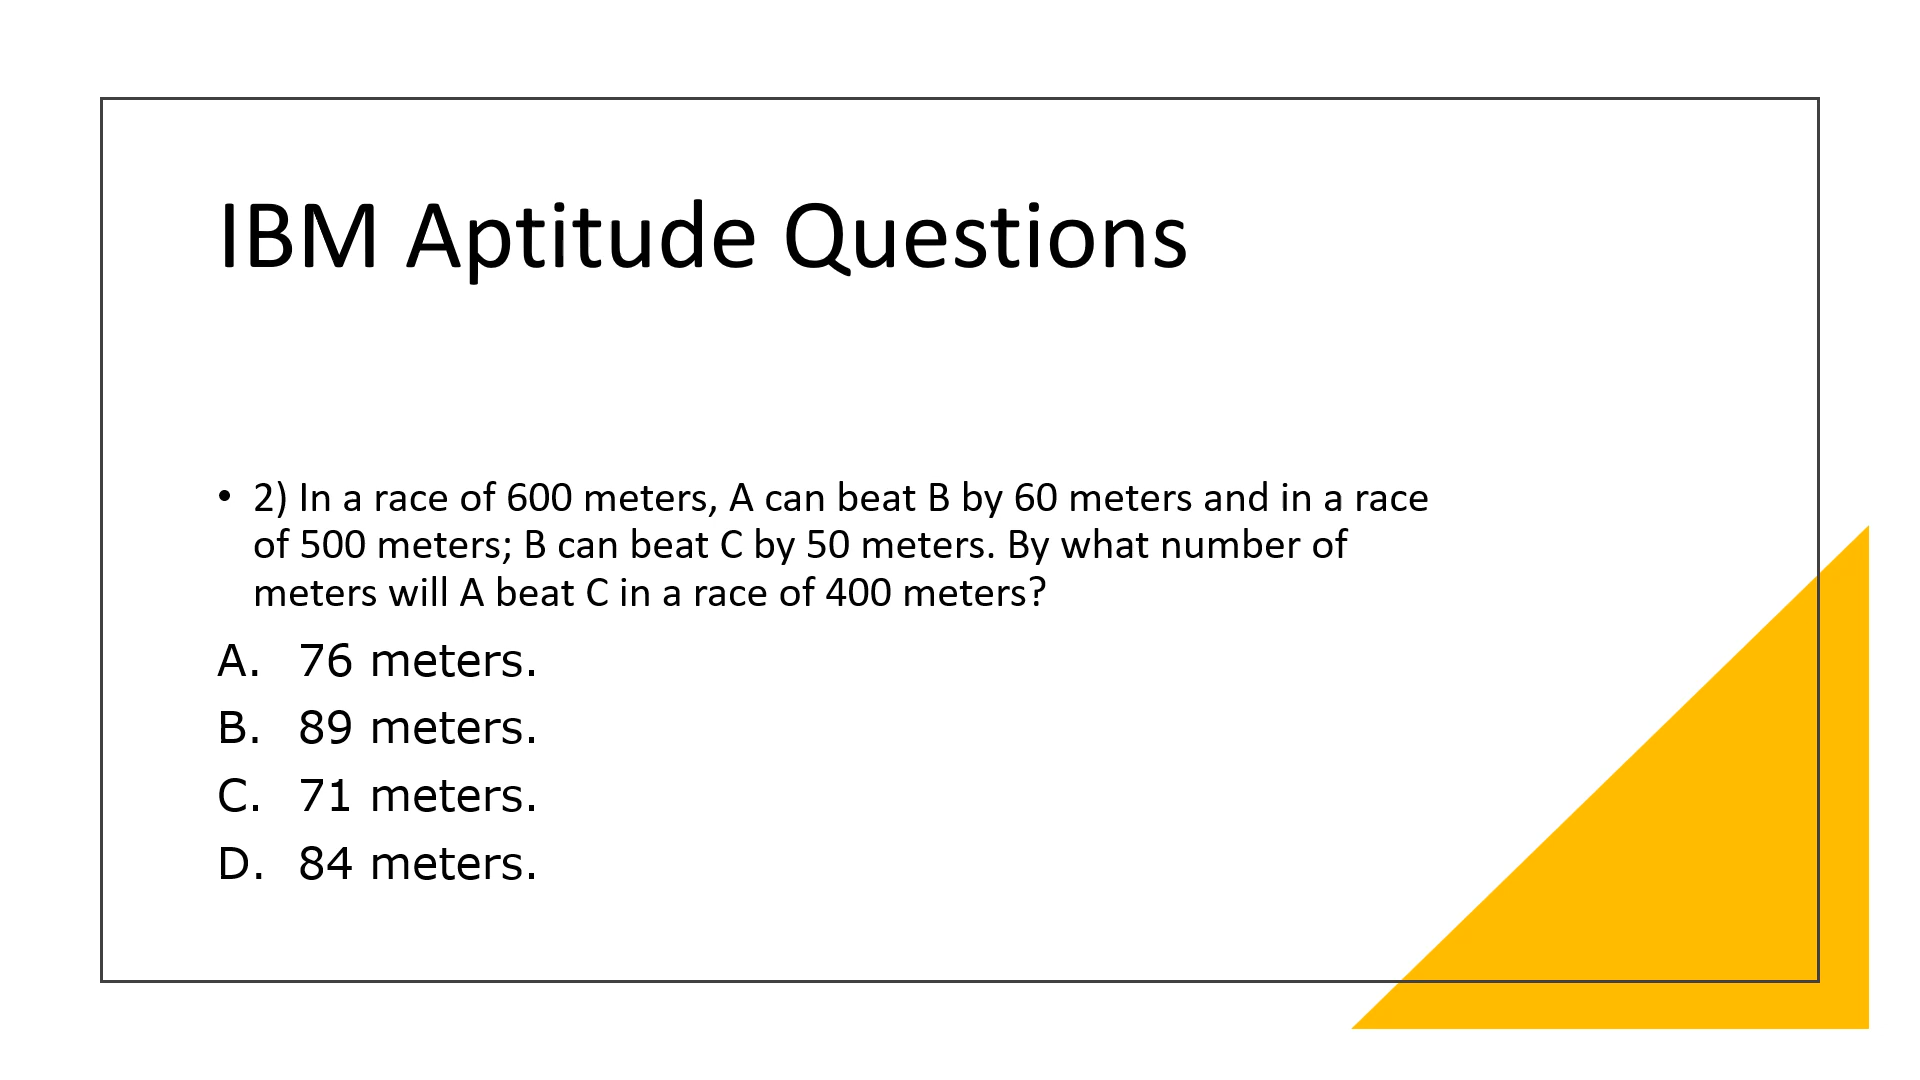 IBM Aptitude Questions
• 2) In a race of 600 meters, A can beat B by 60 meters and in a race
of 500 meters; B can beat C by 50 meters. By what number of
meters will A beat C in a race of 400 meters?
A. 76 meters.
B. 89 meters.
C. 71 meters.
D. 84 meters.